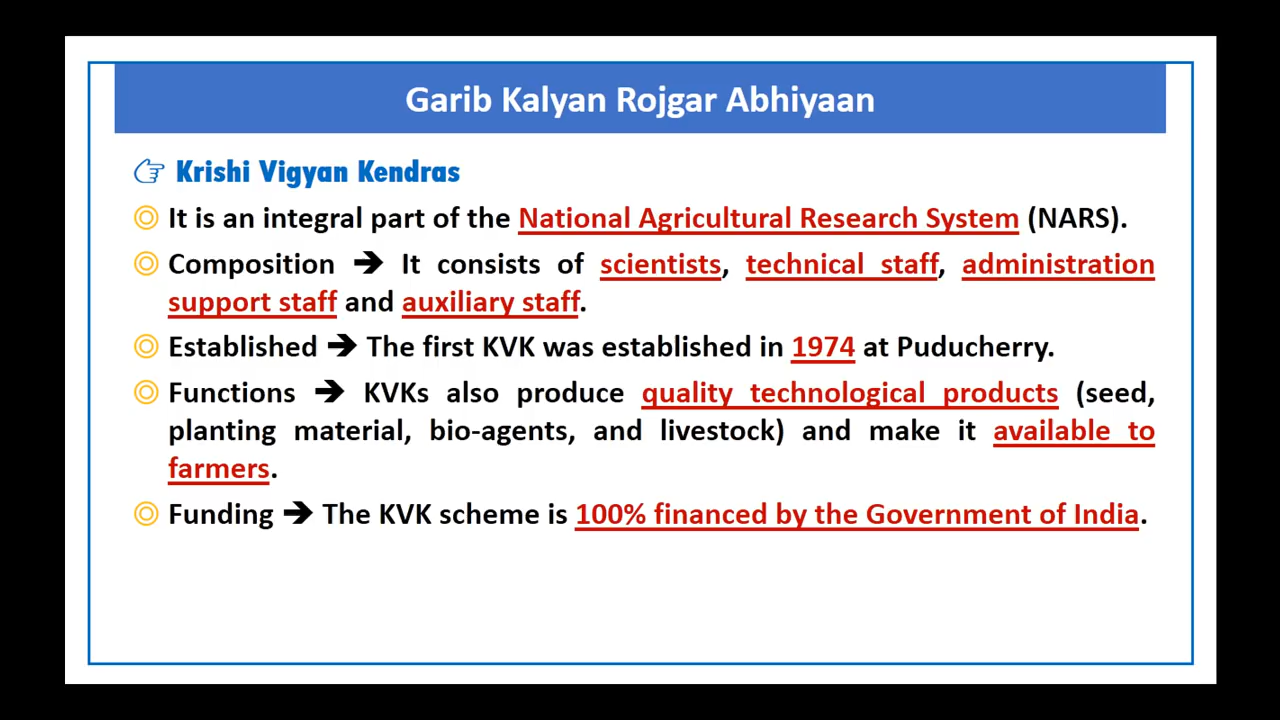 Garib Kalyan Rojgar Abhiyaan
Krishi Vigyan Kendras
It is an integral part of the National Agricultural Research System (NARS).
Composition ➔ It consists of scientists, technical staff, administration
support staff and auxiliary staff.
Established ➔ The first KVK was established in 1974 at Puducherry.
Functions ➔ KVKs also produce quality technological products (seed,
planting material, bio-agents, and livestock) and make it available to
farmers.
Funding ➔ The KVK scheme is 100% financed by the Government of India.